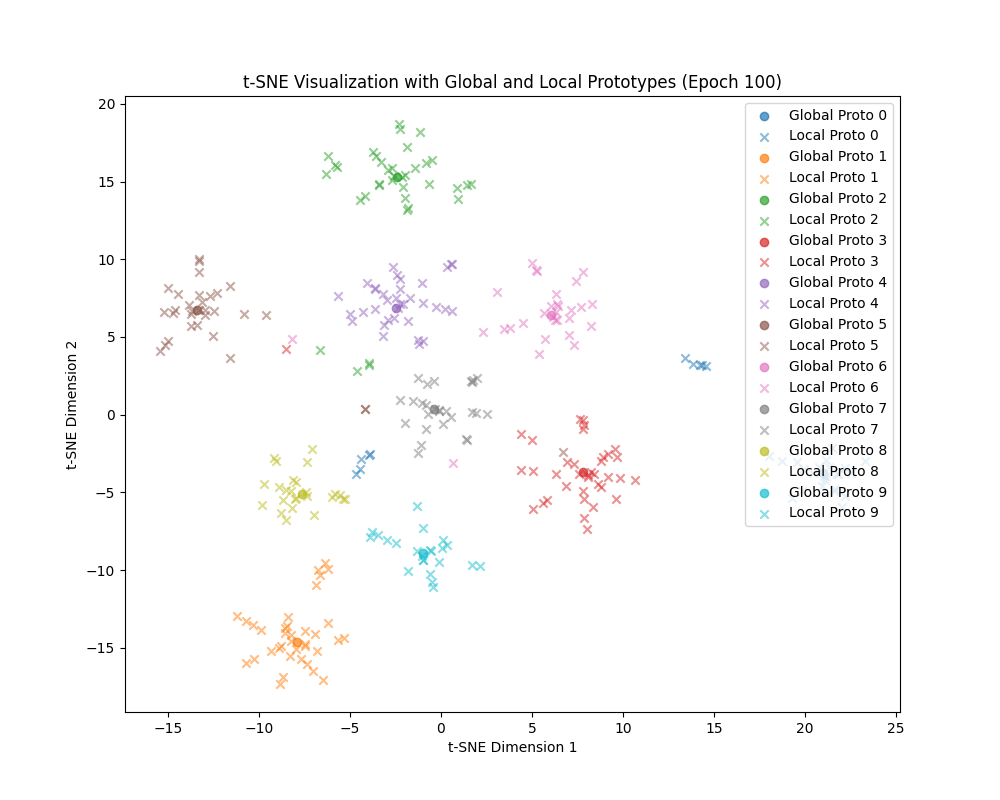 t-SNE Visualization with Global and Local Prototypes (Epoch 100)
20
15
10
5
0
−5
−10
−15
t-SNE Dimension 2
−15
−10
−5
0
5
10
15
20
25
t-SNE Dimension 1
Global Proto 0
Local Proto 0
Global Proto 1
Local Proto 1
Global Proto 2
Local Proto 2
Global Proto 3
Local Proto 3
Global Proto 4
Local Proto 4
Global Proto 5
Local Proto 5
Global Proto 6
Local Proto 6
Global Proto 7
Local Proto 7
Global Proto 8
Local Proto 8
Global Proto 9
Local Proto 9